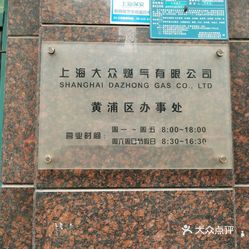 上海大众燃气有限公司
SHANGHAI DAZHONG GAS CO., LTD
黄浦区办事处
营业时间：周一～周五 8:00~18:00
周六周日节假日 8:30~16:30
大众点评